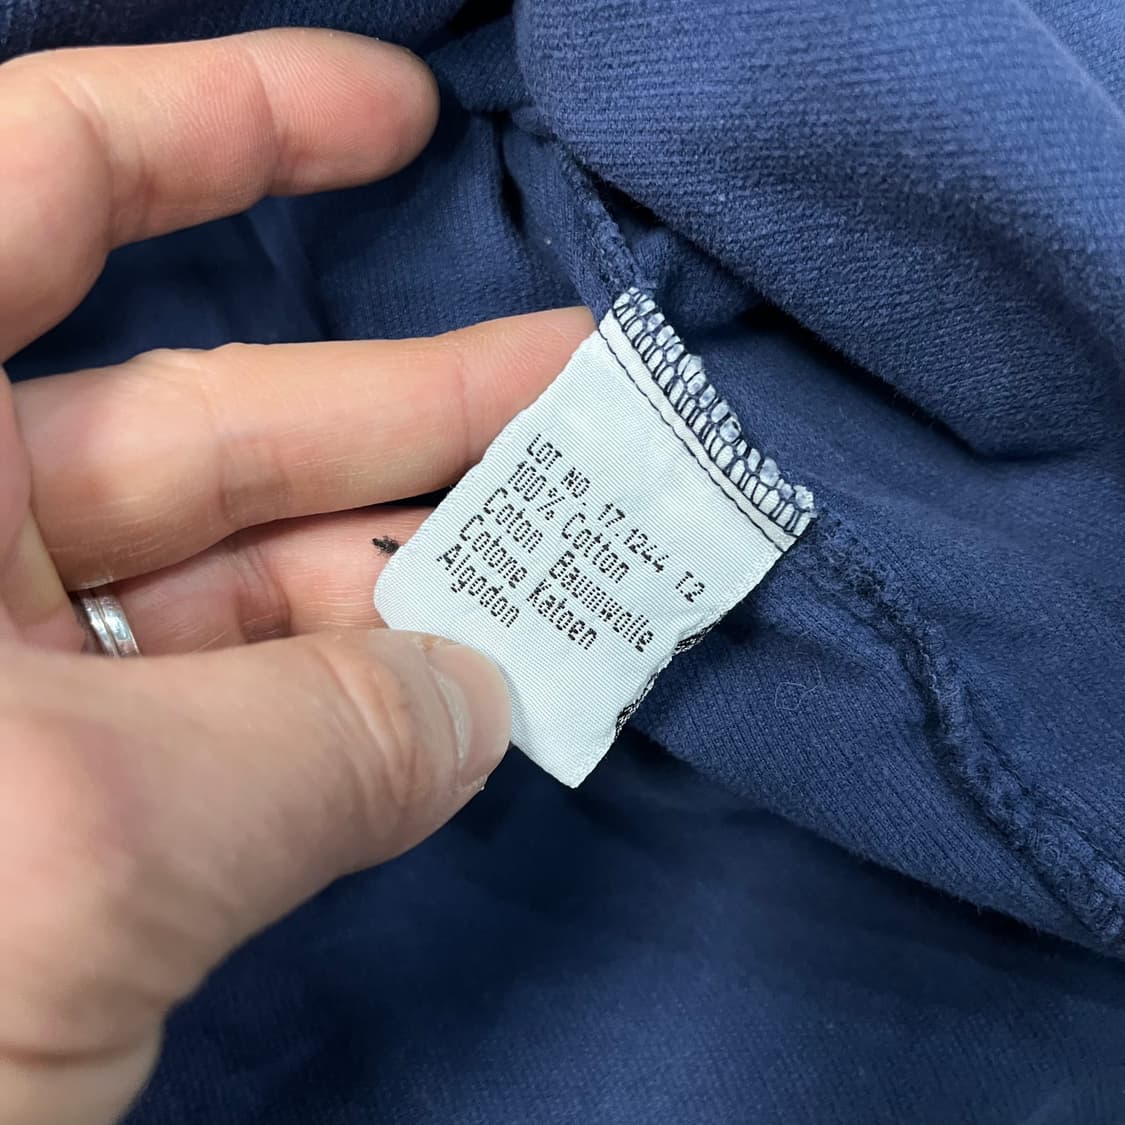 LOT NO. 17.1244 T2
100% Cotton
Coton Baumwolle
Cotone Katoen
Algodon